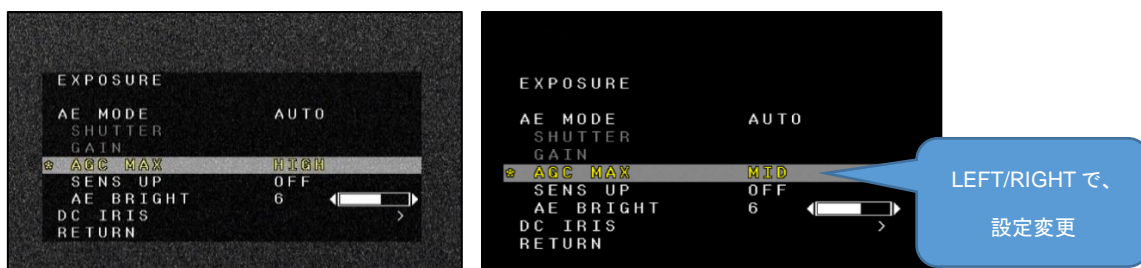 EXPOSURE
AE MODE AUTO
SHUTTER
GAIN
AGC MAX HIGH
SENS UP OFF
AE BRIGHT 6
DC IRIS >
RETURN
EXPOSURE
AE MODE AUTO
SHUTTER
GAIN
AGC MAX MID
SENS UP OFF
AE BRIGHT 6
DC IRIS >
RETURN
LEFT/RIGHT で、
設定変更